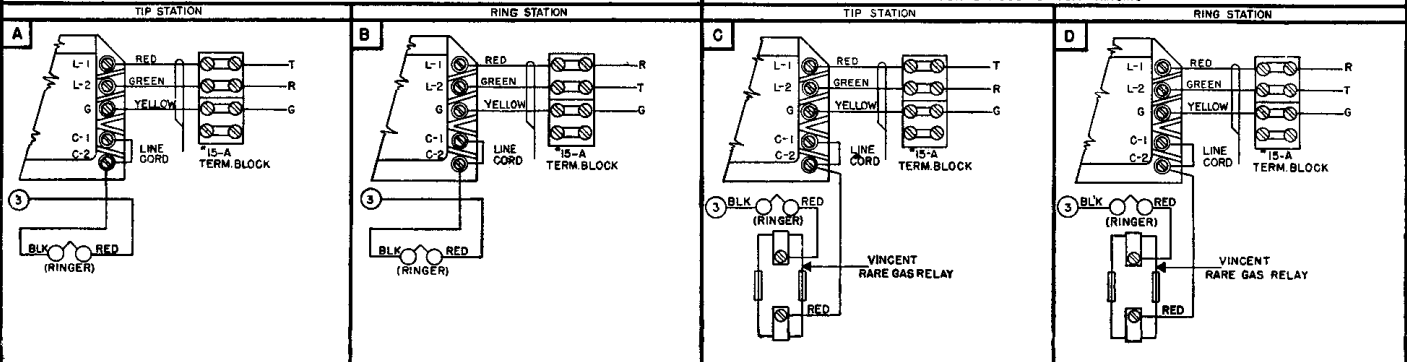 TIP STATION
RING STATION
TIP STATION
RING STATION
A
L-1
RED
T
L-2
GREEN
R
G
YELLOW
G
C-1
C-2
LINE
CORD
*15-A
TERM.BLOCK
3
BLK
RED
(RINGER)
B
L-1
RED
R
L-2
GREEN
T
G
YELLOW
G
C-1
C-2
LINE
CORD
*15-A
TERM.BLOCK
3
BLK
RED
(RINGER)
C
L-1
RED
T
L-2
GREEN
R
G
YELLOW
G
C-1
C-2
LINE
CORD
*15-A
TERM.BLOCK
3
BLK
RED
(RINGER)
VINCENT
RARE GAS RELAY
RED
D
L-1
RED
R
L-2
GREEN
T
G
YELLOW
G
C-1
C-2
LINE
CORD
*15-A
TERM.BLOCK
3
BLK
RED
(RINGER)
VINCENT
RARE GAS RELAY
RED